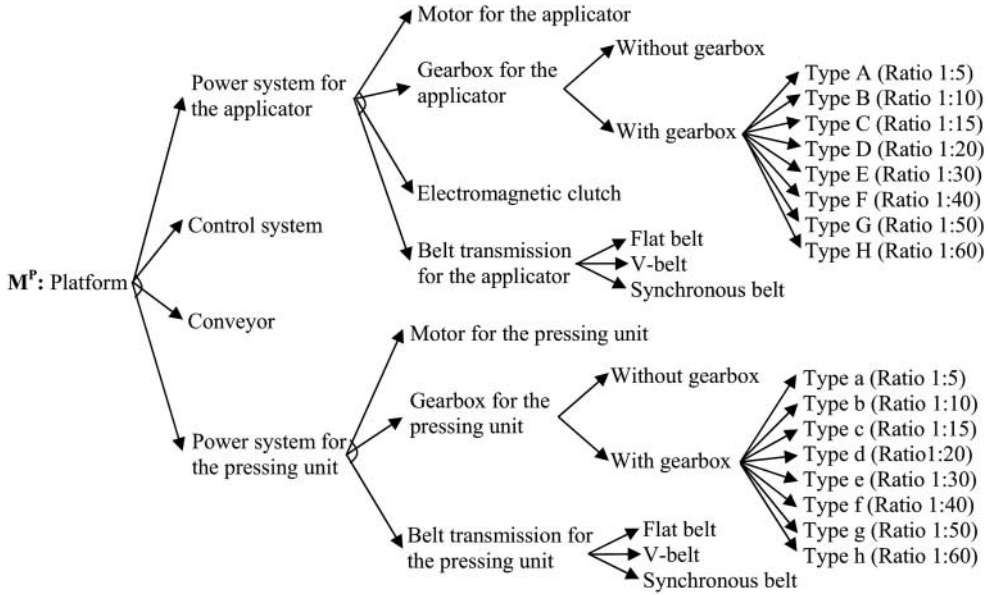 Motor for the applicator
Without gearbox
Power system for
the applicator
Gearbox for the
applicator
With gearbox
Type A (Ratio 1:5)
Type B (Ratio 1:10)
Type C (Ratio 1:15)
Type D (Ratio 1:20)
Type E (Ratio 1:30)
Type F (Ratio 1:40)
Type G (Ratio 1:50)
Type H (Ratio 1:60)
Electromagnetic clutch
Belt transmission
for the applicator
Flat belt
V-belt
Synchronous belt
Control system
M^P: Platform
Conveyor
Power system for
the pressing unit
Motor for the pressing unit
Gearbox for the
pressing unit
Without gearbox
With gearbox
Type a (Ratio 1:5)
Type b (Ratio 1:10)
Type c (Ratio 1:15)
Type d (Ratio1:20)
Type e (Ratio 1:30)
Type f (Ratio 1:40)
Type g (Ratio 1:50)
Type h (Ratio 1:60)
Belt transmission for
the pressing unit
Flat belt
V-belt
Synchronous belt